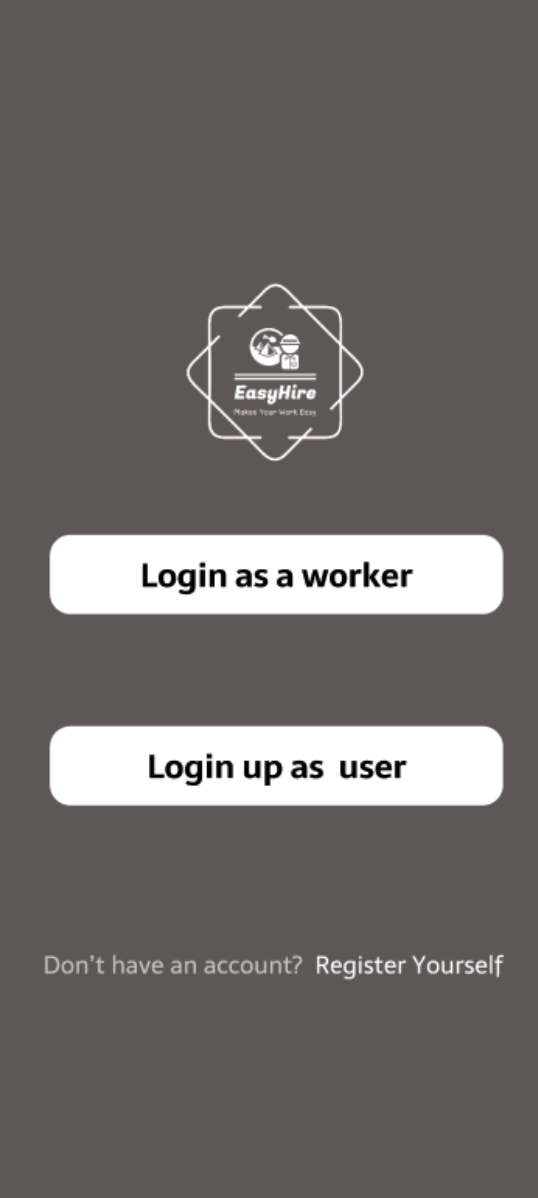 EasyHire
Makes Your Work Easy
Login as a worker
Login up as  user
Don't have an account?  Register Yourself